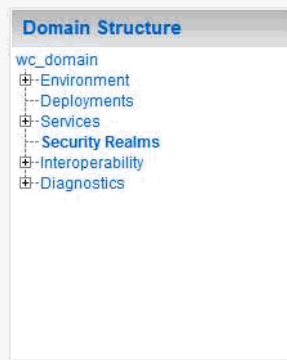 Domain Structure
wc_domain
Environment
Deployments
Services
Security Realms
Interoperability
Diagnostics